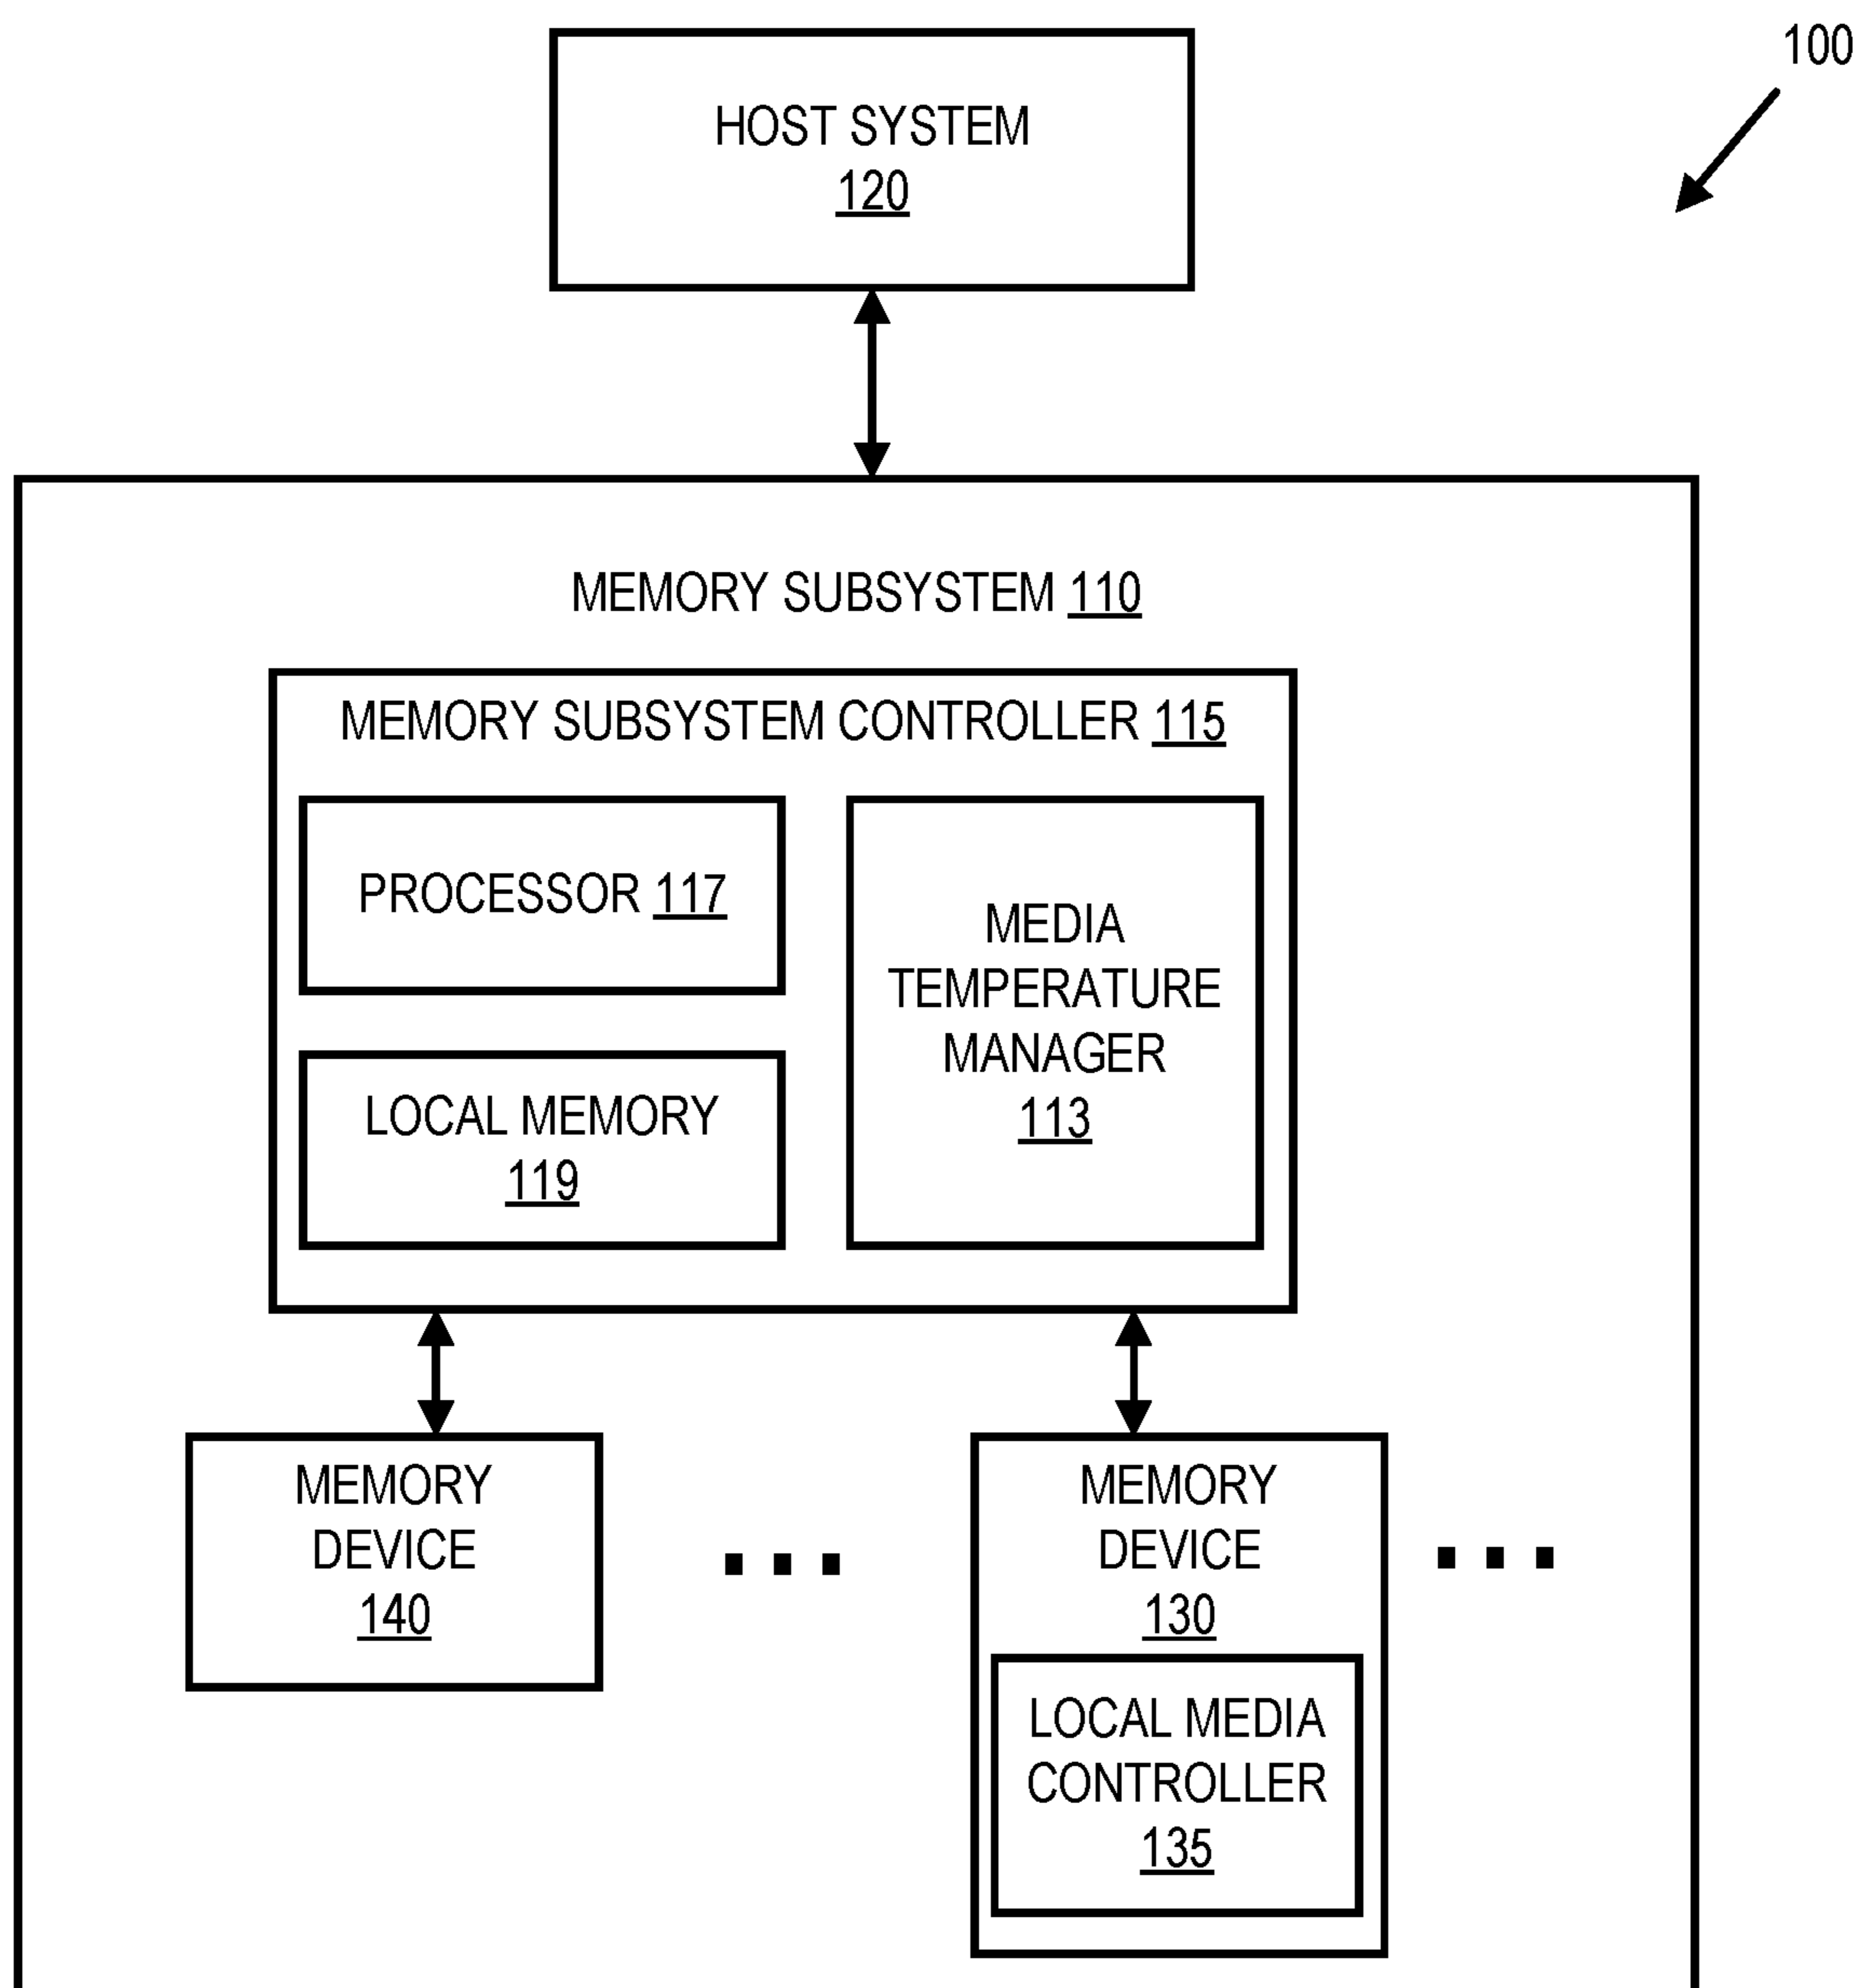 100
HOST SYSTEM
120
MEMORY SUBSYSTEM 110
MEMORY SUBSYSTEM CONTROLLER 115
PROCESSOR 117
LOCAL MEMORY
119
MEDIA
TEMPERATURE
MANAGER
113
MEMORY
DEVICE
140
MEMORY
DEVICE
130
LOCAL MEDIA
CONTROLLER
135